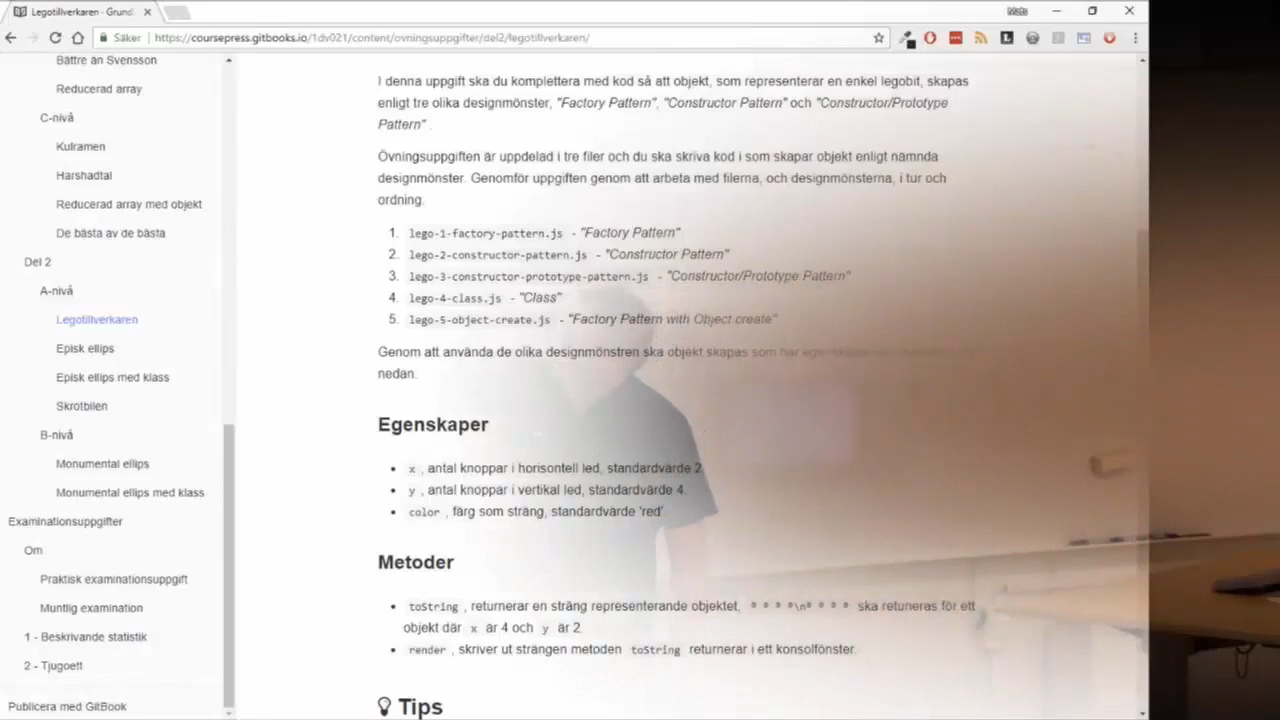 Legotillverkaren - Grund
Mats
Säker
https://coursepress.gitbooks.io/1dv021/content/ovningsuppgifter/del2/legotillverkaren/
Bättre än Svensson
Reducerad array
C-nivå
Kulramen
Harshadtal
Reducerad array med objekt
De bästa av de bästa
Del 2
A-nivå
Legotillverkaren
Episk ellips
Episk ellips med klass
Skrotbilen
B-nivå
Monumental ellips
Monumental ellips med klass
Examinationsuppgifter
Om
Praktisk examinationsuppgift
Muntlig examination
1 - Beskrivande statistik
2 - Tjugoett
Publicera med GitBook
I denna uppgift ska du komplettera med kod så att objekt, som representerar en enkel legobit, skapas
enligt tre olika designmönster, "Factory Pattern", "Constructor Pattern" och "Constructor/Prototype
Pattern" .
Övningsuppgiften är uppdelad i tre filer och du ska skriva kod i som skapar objekt enligt nämnda
designmönster. Genomför uppgiften genom att arbeta med filerna, och designmönsterna, i tur och
ordning.
1. lego-1-factory-pattern.js - "Factory Pattern"
2. lego-2-constructor-pattern.js - "Constructor Pattern"
3. lego-3-constructor-prototype-pattern.js - "Constructor/Prototype Pattern"
4. lego-4-class.js - "Class"
5. lego-5-object-create.js - "Factory Pattern with Object.create"
Genom att använda de olika designmönstren ska objekt skapas som har
nedan.
Egenskaper
• x , antal knoppar i horisontell led, standardvärde 2
• y , antal knoppar i vertikal led, standardvärde 4.
• color , färg som sträng, standardvärde 'red'.
Metoder
• toString , returnerar en sträng representerande objektet, º º º º\nº º º º ska retuneras för ett
objekt där x är 4 och y är 2.
• render , skriver ut strängen metoden toString returnerar i ett konsolfönster.
Tips